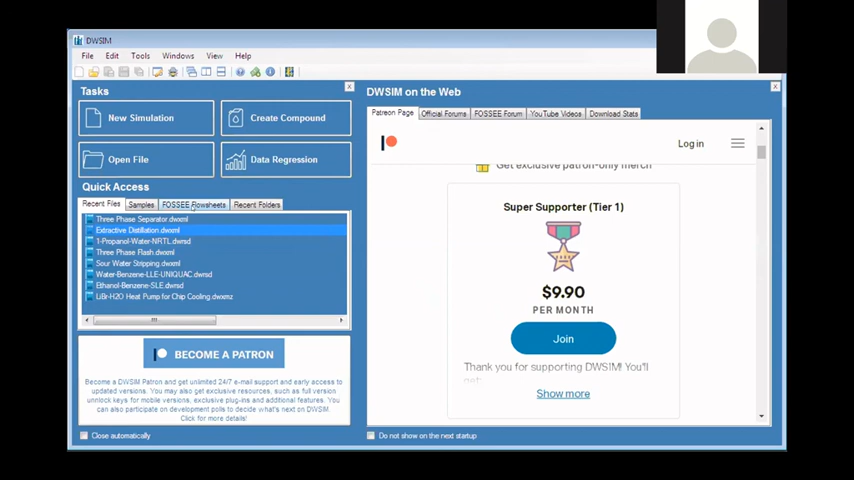 DWSIM
File Edit Tools Windows View Help
Tasks
New Simulation
Create Compound
Open File
Data Regression
Quick Access
Recent Files Samples FOSSEE Flowsheets Recent Folders
Three Phase Separator.dwxml
Extractive Distillation.dwxml
1-Propanol-Water-NRTL.dwrsd
Three Phase Flash.dwxml
Sour Water Stripping.dwxml
Water-Benzene-LLE-UNIQUAC.dwrsd
Ethanol-Benzene-SLE.dwrsd
LiBr-H2O Heat Pump for Chip Cooling.dwxmz
BECOME A PATRON
Become a DWSIM Patron and get unlimited 24/7 e-mail support and early access to
updated versions. You may also get exclusive resources, such as full version
unlock keys for mobile versions, exclusive plug-ins and additional features. You
can also participate on development polls to decide what's next on DWSIM.
Click for more details!
Close automatically
DWSIM on the Web
Patreon Page Official Forums FOSSEE Forum YouTube Videos Download Stats
Log in
Get exclusive patron-only merch
Super Supporter (Tier 1)
$9.90
PER MONTH
Join
Thank you for supporting DWSIM! You'll
get:
Show more
Do not show on the next startup